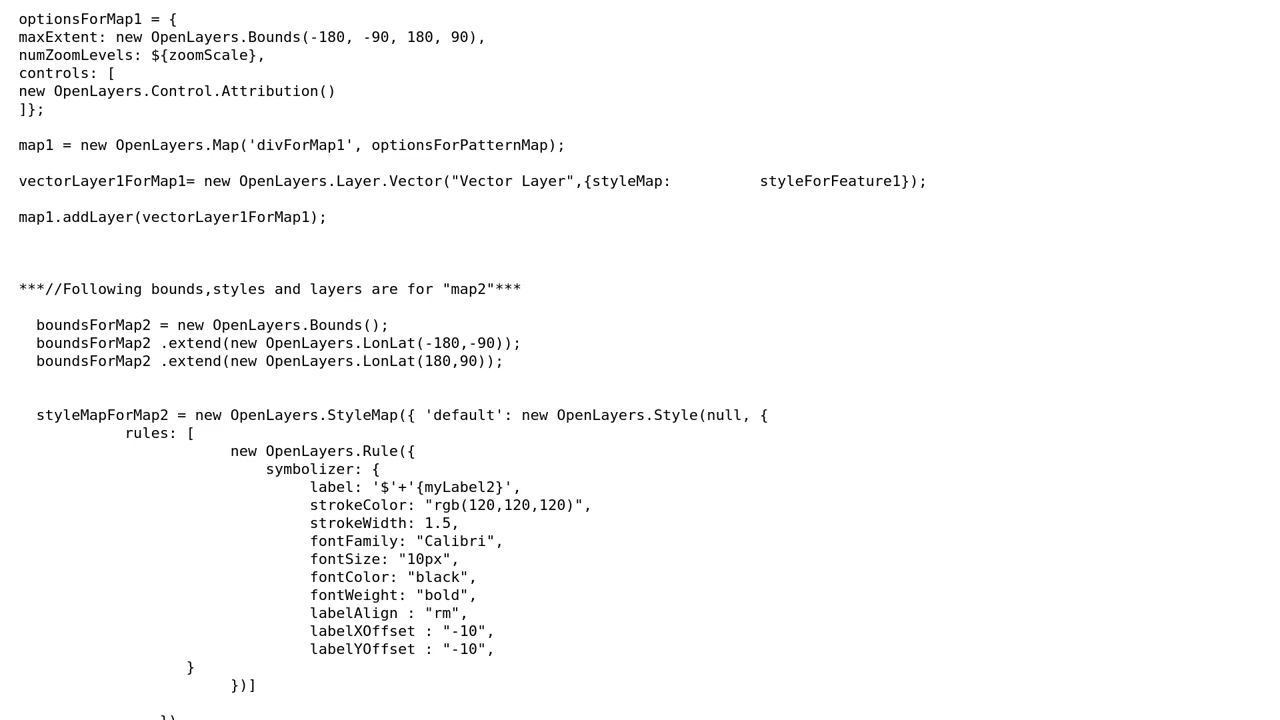 optionsForMap1 = {
maxExtent: new OpenLayers.Bounds(-180, -90, 180, 90),
numZoomLevels: ${zoomScale},
controls: [
new OpenLayers.Control.Attribution()
]};
map1 = new OpenLayers.Map('divForMap1', optionsForPatternMap);
vectorLayer1ForMap1= new OpenLayers.Layer.Vector("Vector Layer",{styleMap:          styleForFeature1});
map1.addLayer(vectorLayer1ForMap1);
***//Following bounds,styles and layers are for "map2"***
  boundsForMap2 = new OpenLayers.Bounds();
  boundsForMap2 .extend(new OpenLayers.LonLat(-180,-90));
  boundsForMap2 .extend(new OpenLayers.LonLat(180,90));
  styleMapForMap2 = new OpenLayers.StyleMap({ 'default': new OpenLayers.Style(null, {
            rules: [
                        new OpenLayers.Rule({
                            symbolizer: {
                                 label: '$'+'{myLabel2}',
                                 strokeColor: "rgb(120,120,120)",
                                 strokeWidth: 1.5,
                                 fontFamily: "Calibri",
                                 fontSize: "10px",
                                 fontColor: "black",
                                 fontWeight: "bold",
                                 labelAlign : "rm",
                                 labelXOffset : "-10",
                                 labelYOffset : "-10",
                   }
                        })]
                })